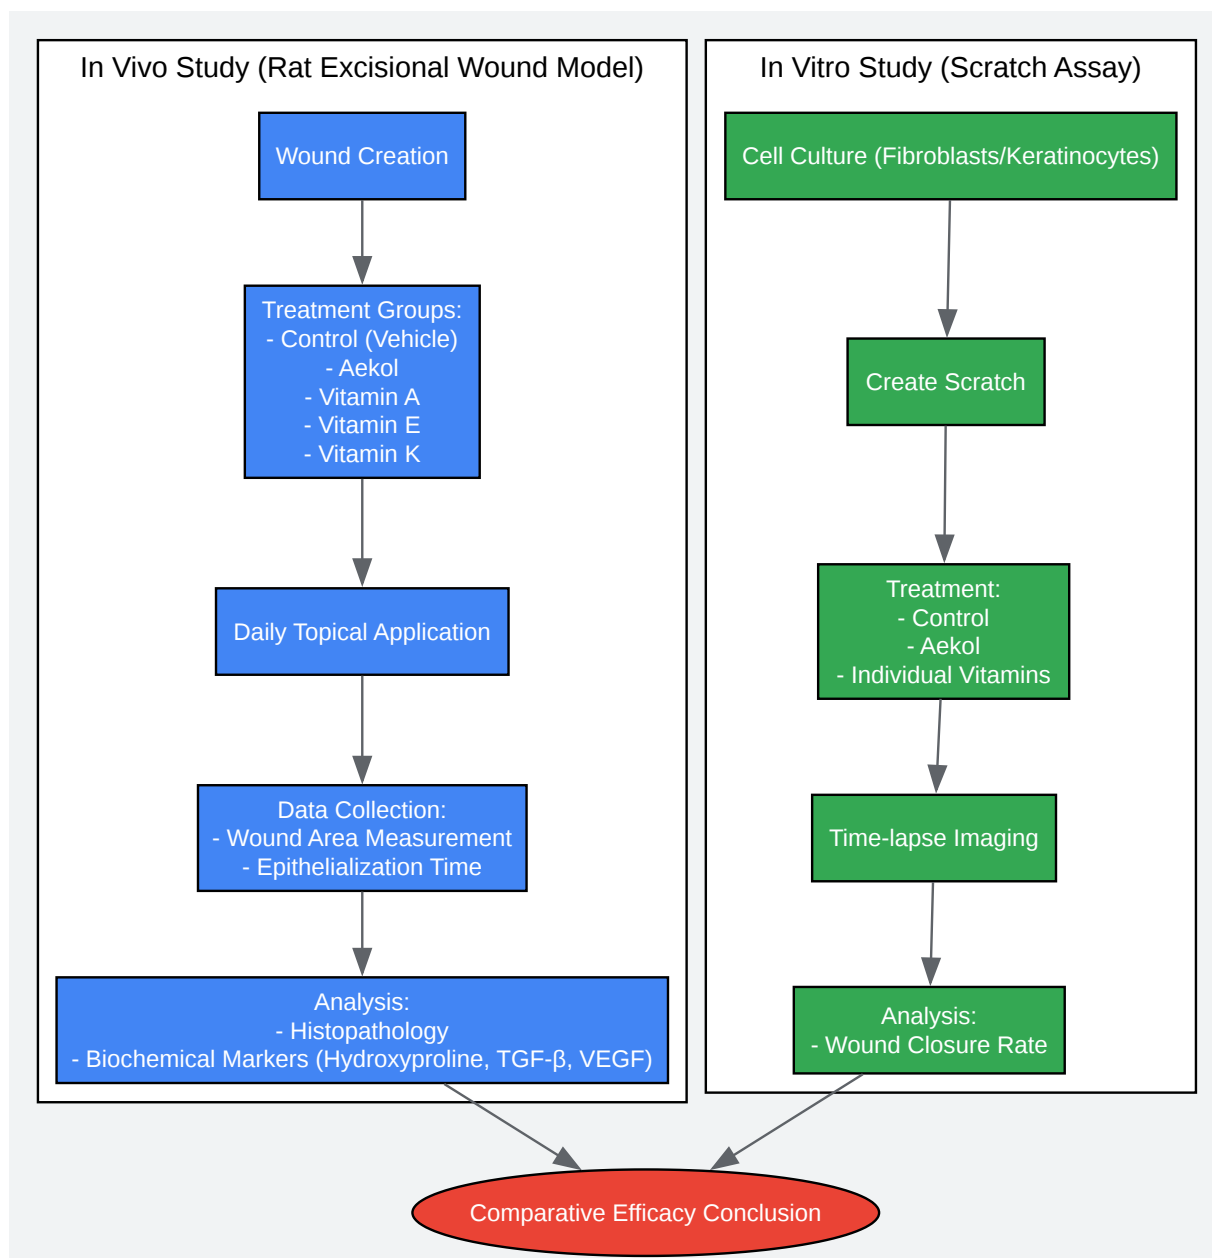 In Vivo Study (Rat Excisional Wound Model)
Wound Creation
Treatment Groups:
- Control (Vehicle)
- Aekol
- Vitamin A
- Vitamin E
- Vitamin K
Daily Topical Application
Data Collection:
- Wound Area Measurement
- Epithelialization Time
Analysis:
- Histopathology
- Biochemical Markers (Hydroxyproline, TGF-β, VEGF)
In Vitro Study (Scratch Assay)
Cell Culture (Fibroblasts/Keratinocytes)
Create Scratch
Treatment:
- Control
- Aekol
- Individual Vitamins
Time-lapse Imaging
Analysis:
- Wound Closure Rate
Comparative Efficacy Conclusion